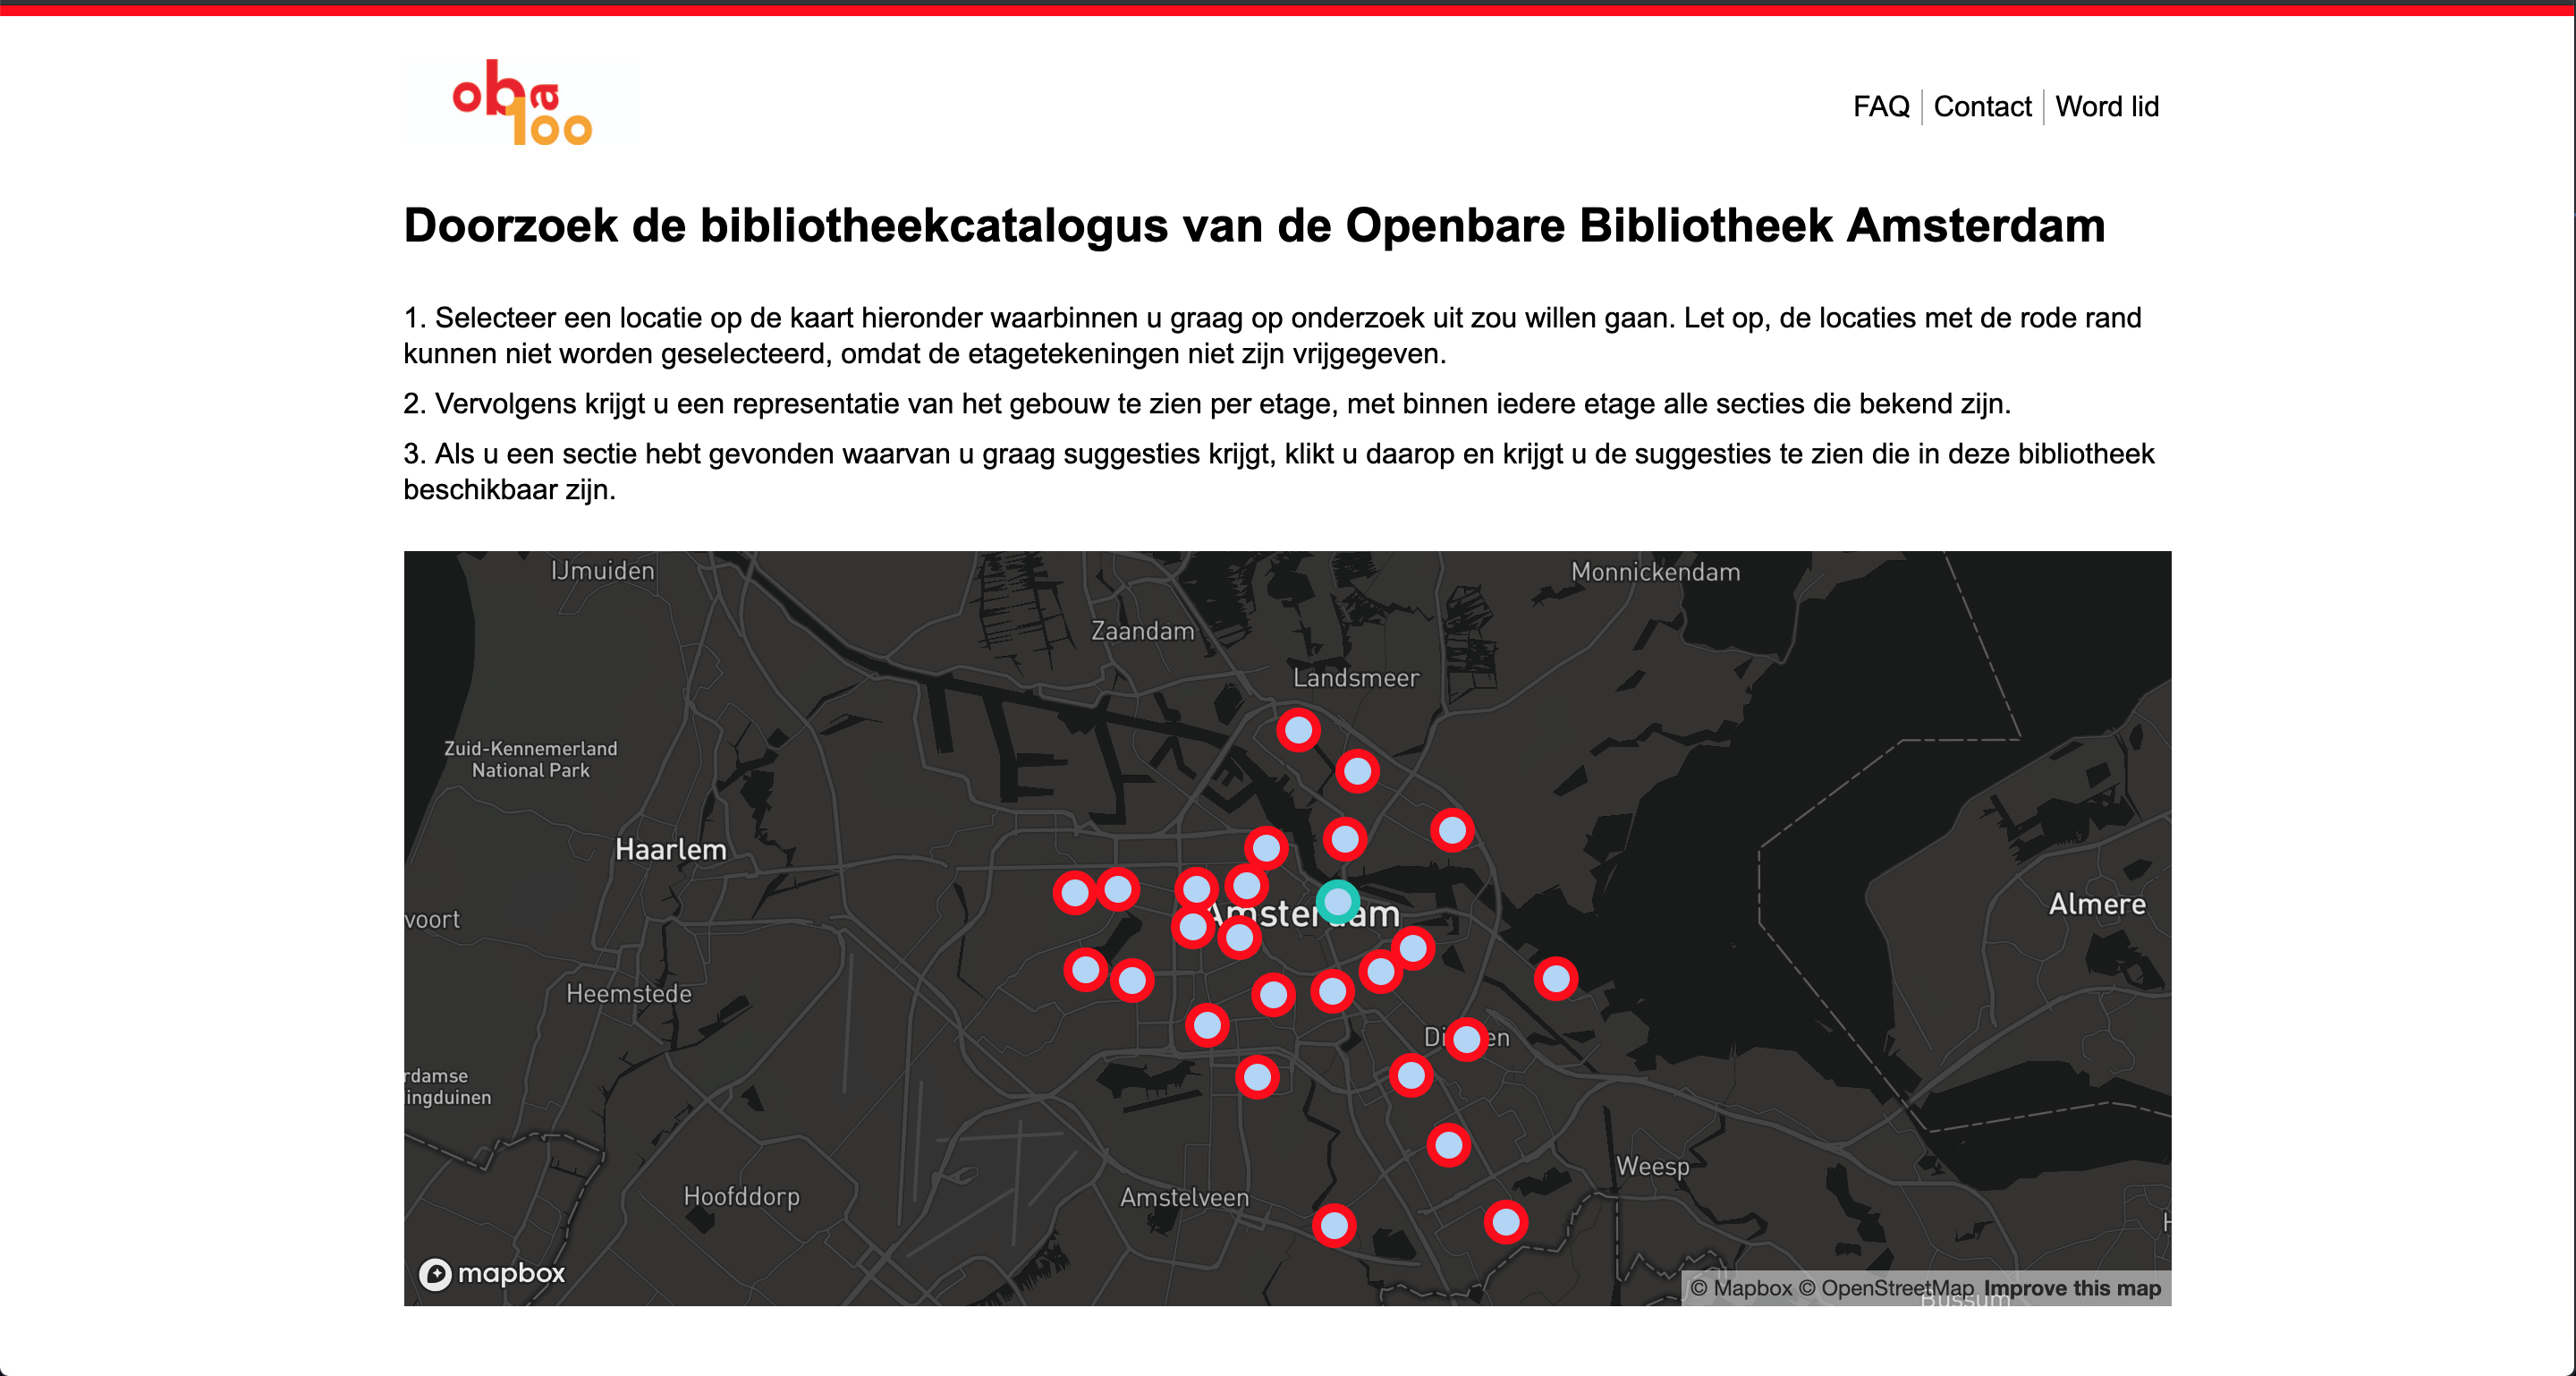 oba
100
FAQ
Contact
Word lid
Doorzoek de bibliotheekcatalogus van de Openbare Bibliotheek Amsterdam
1. Selecteer een locatie op de kaart hieronder waarbinnen u graag op onderzoek uit zou willen gaan. Let op, de locaties met de rode rand
kunnen niet worden geselecteerd, omdat de etagetekeningen niet zijn vrijgegeven.
2. Vervolgens krijgt u een representatie van het gebouw te zien per etage, met binnen iedere etage alle secties die bekend zijn.
3. Als u een sectie hebt gevonden waarvan u graag suggesties krijgt, klikt u daarop en krijgt u de suggesties te zien die in deze bibliotheek
beschikbaar zijn.
IJmuiden
Monnickendam
Zaandam
Landsmeer
Zuid-Kennemerland
National Park
Haarlem
Almere
Amsterdam
voort
Heemstede
Di en
rdamse
ingduinen
Weesp
Hoofddorp
Amstelveen
H
mapbox
© Mapbox © OpenStreetMap Improve this map
Bussum